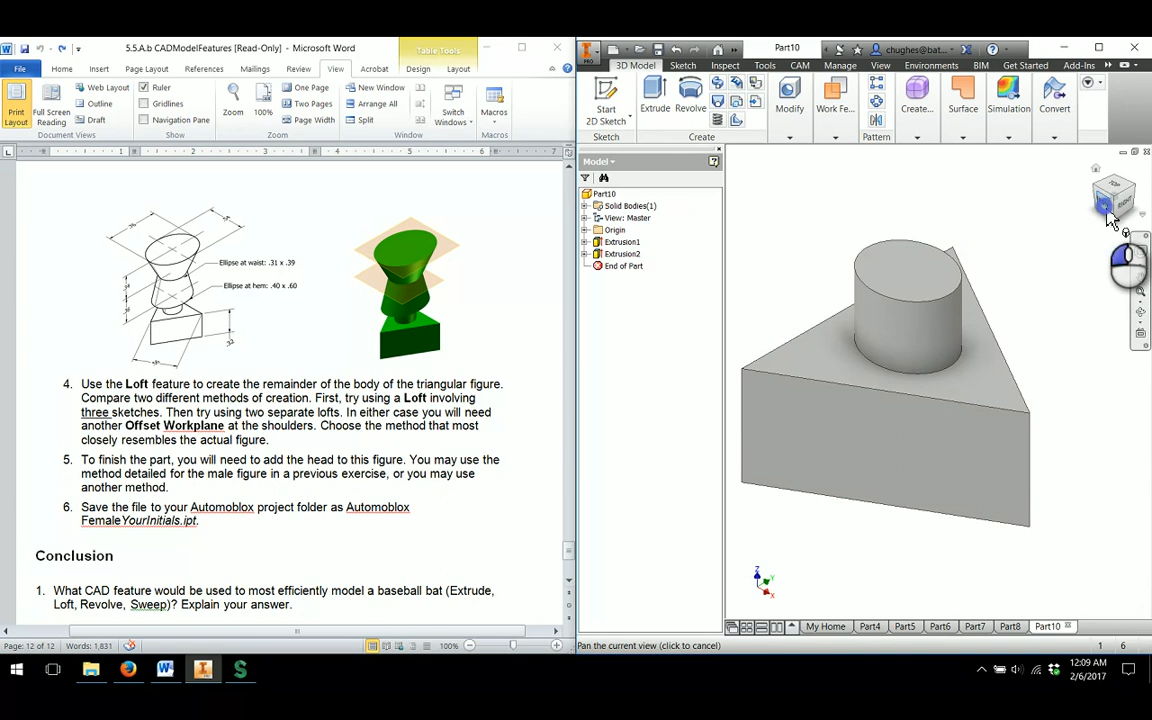 5.5.A.b CADModelFeatures [Read-Only] - Microsoft Word
Table Tools
File Home Insert Page Layout References Mailings Review View Acrobat Design Layout
Print Layout
Full Screen Reading
Web Layout
Outline
Draft
Document Views
Ruler
Gridlines
Navigation Pane
Show
Zoom
100%
One Page
Two Pages
Page Width
Zoom
New Window
Arrange All
Split
Switch Windows
Window
Macros
Macros
1 2 3 4 5 6 7
Ellipse at waist: .31 x .39
Ellipse at hem: .40 x .60
4. Use the Loft feature to create the remainder of the body of the triangular figure.
Compare two different methods of creation. First, try using a Loft involving
three sketches. Then try using two separate lofts. In either case you will need
another Offset Workplane at the shoulders. Choose the method that most
closely resembles the actual figure.
5. To finish the part, you will need to add the head to this figure. You may use the
method detailed for the male figure in a previous exercise, or you may use
another method.
6. Save the file to your Automoblox project folder as Automoblox
FemaleYourInitials.ipt.
Conclusion
1. What CAD feature would be used to most efficiently model a baseball bat (Extrude,
Loft, Revolve, Sweep)? Explain your answer.
Page: 12 of 12 Words: 1,831 100%
PRO
Part10
chughes@bat...
3D Model Sketch Inspect Tools CAM Manage View Environments BIM Get Started Add-Ins
Start 2D Sketch
Sketch
Extrude
Revolve
Create
Modify
Work Fe...
Pattern
Create...
Surface
Simulation
Convert
Model
Part10
Solid Bodies(1)
View: Master
Origin
Extrusion1
Extrusion2
End of Part
TOP
RIGHT
Z
Y
X
My Home Part4 Part5 Part6 Part7 Part8 Part10
Pan the current view (click to cancel) 1 6
12:09 AM
2/6/2017